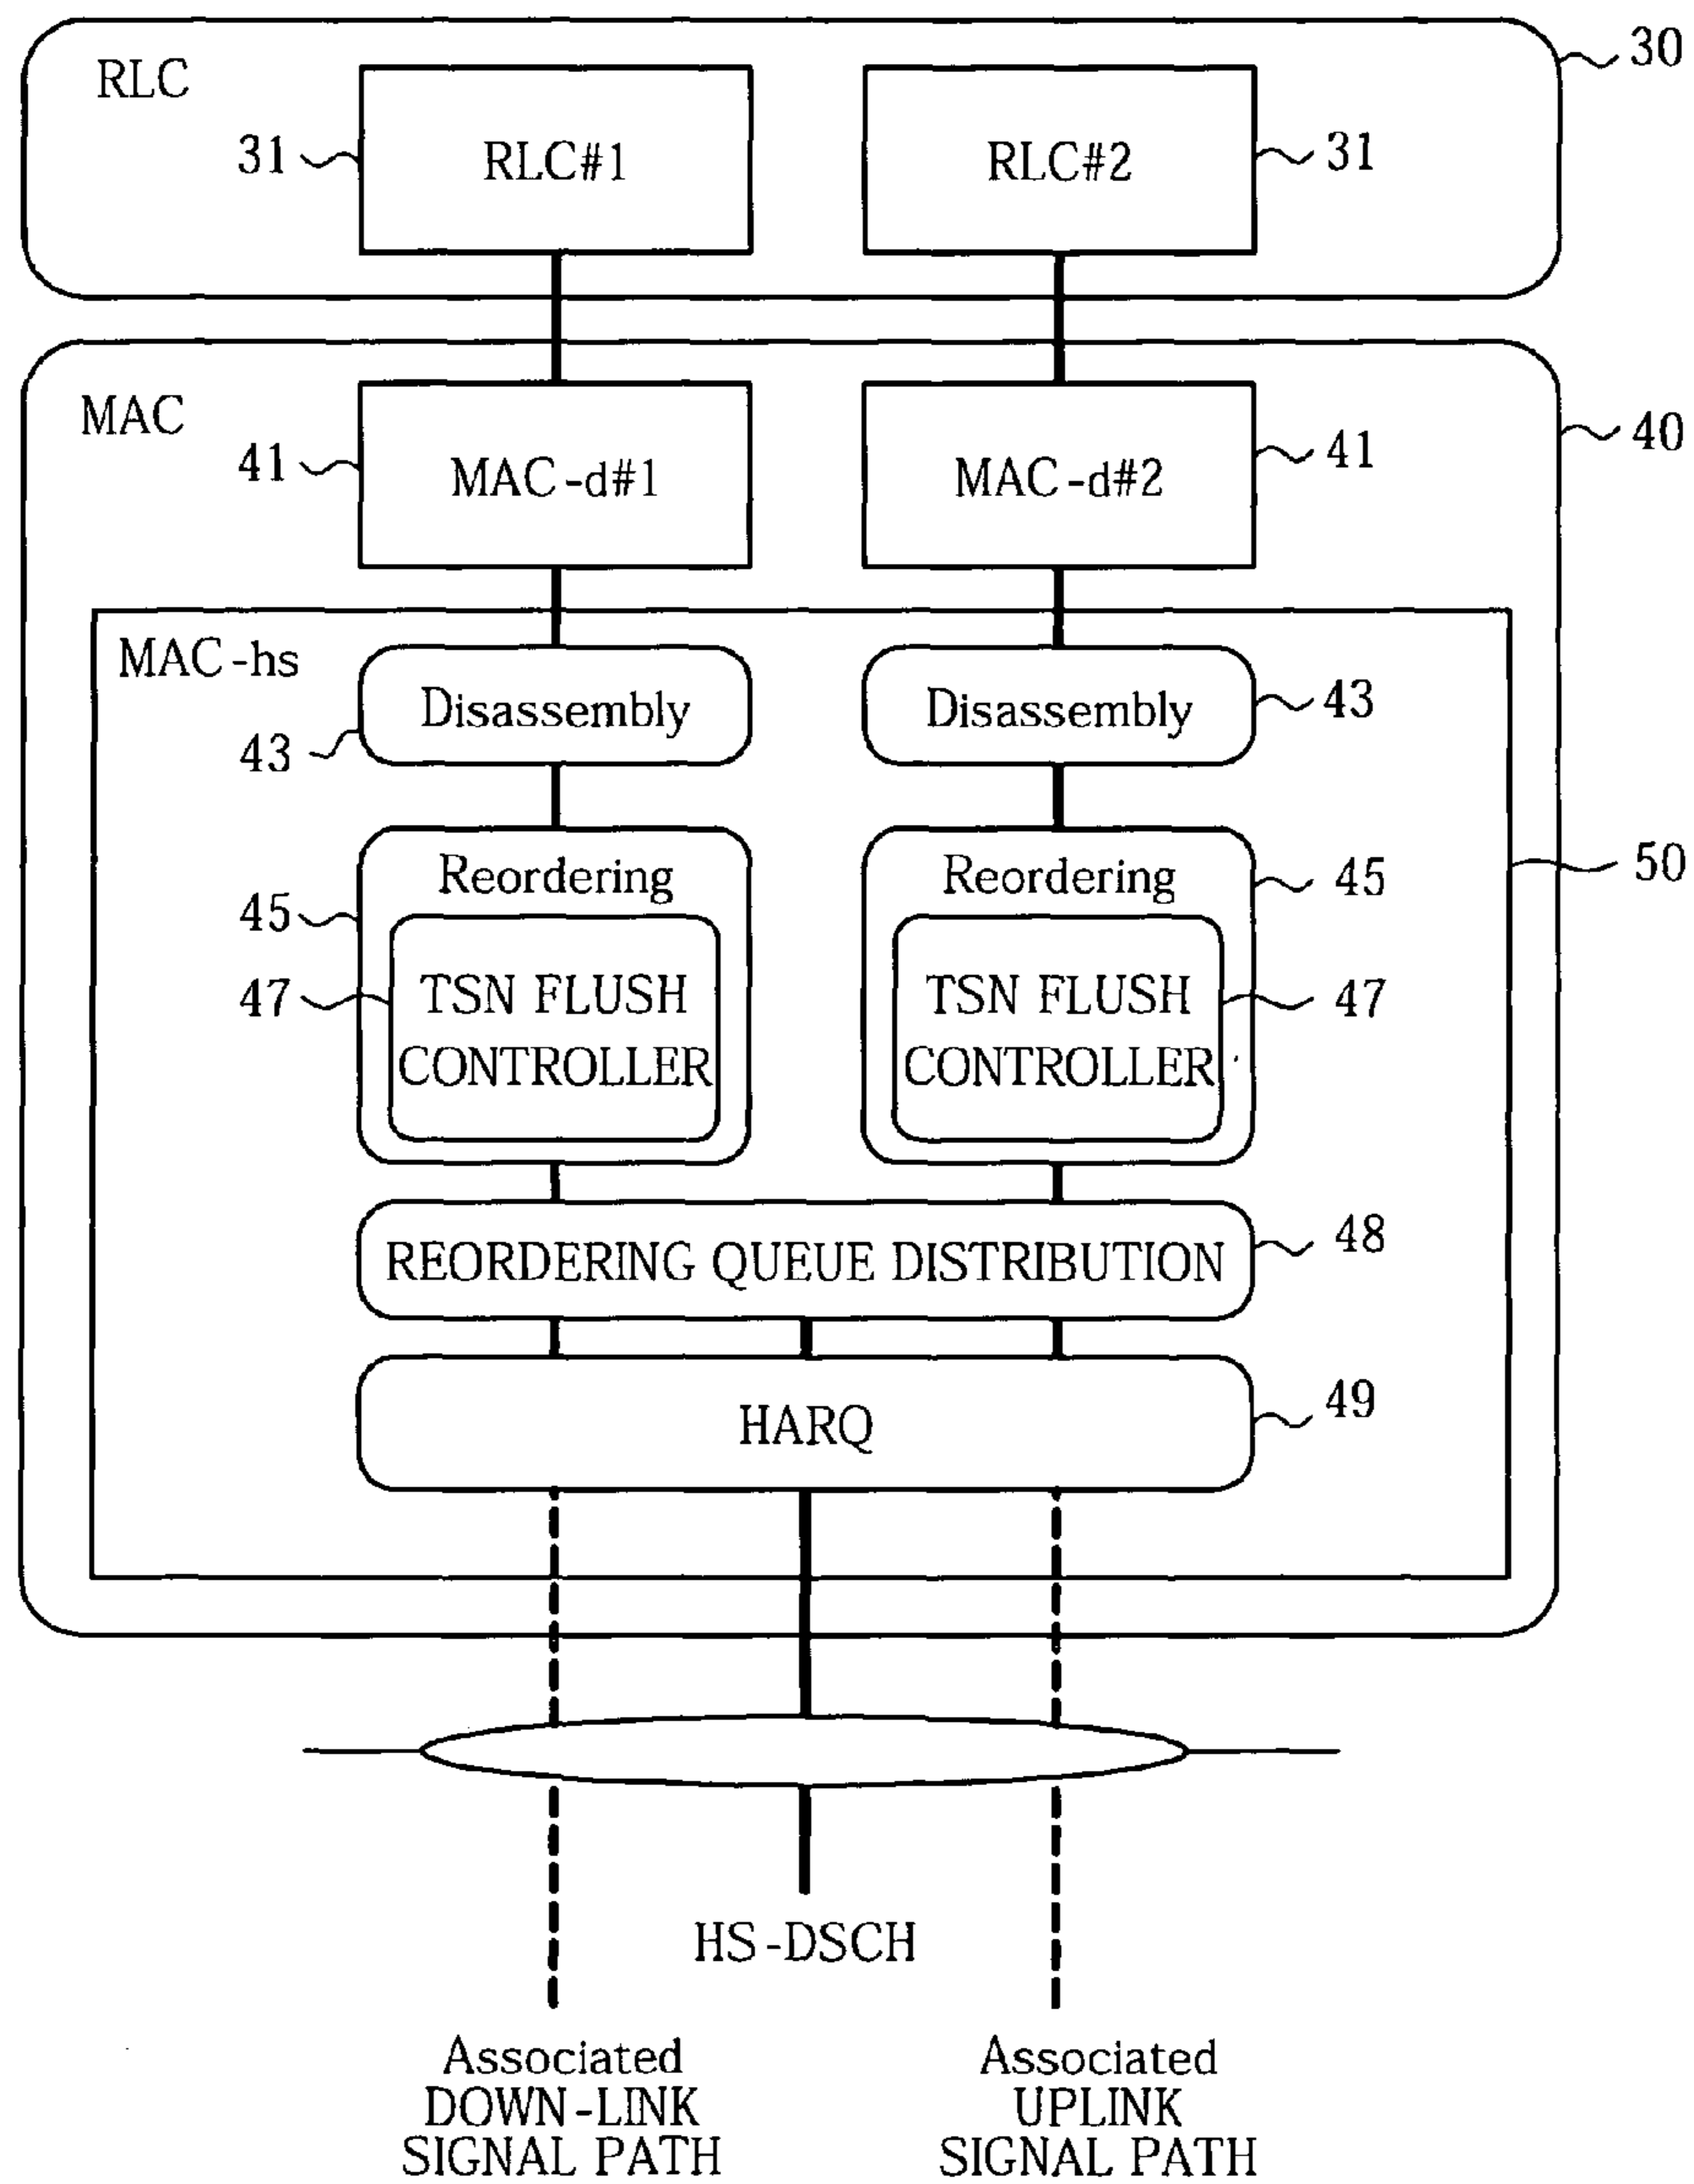 RLC
30
31
RLC#1
RLC#2
31
MAC
40
41
MAC-d#1
MAC-d#2
41
MAC-hs
Disassembly
43
Disassembly
43
50
Reordering
45
Reordering
45
47
TSN FLUSH
CONTROLLER
TSN FLUSH
CONTROLLER
47
REORDERING QUEUE DISTRIBUTION
48
HARQ
49
HS-DSCH
Associated
DOWN-LINK
SIGNAL PATH
Associated
UPLINK
SIGNAL PATH